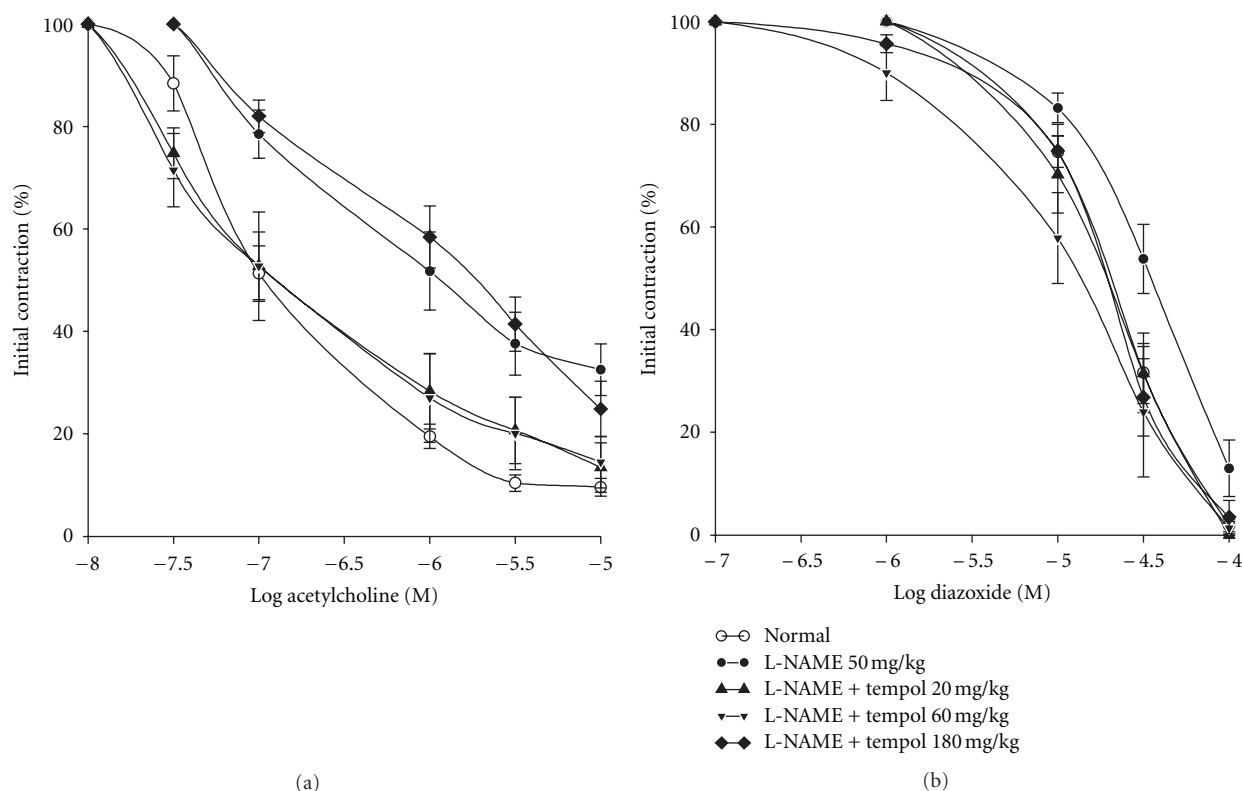 100
80
60
40
20
0
Initial contraction (%)
−8 −7.5 −7 −6.5 −6 −5.5 −5
Log acetylcholine (M)
(a)
100
80
60
40
20
0
Initial contraction (%)
−7 −6.5 −6 −5.5 −5 −4.5 −4
Log diazoxide (M)
Normal
L-NAME 50 mg/kg
L-NAME + tempol 20 mg/kg
L-NAME + tempol 60 mg/kg
L-NAME + tempol 180 mg/kg
(b)